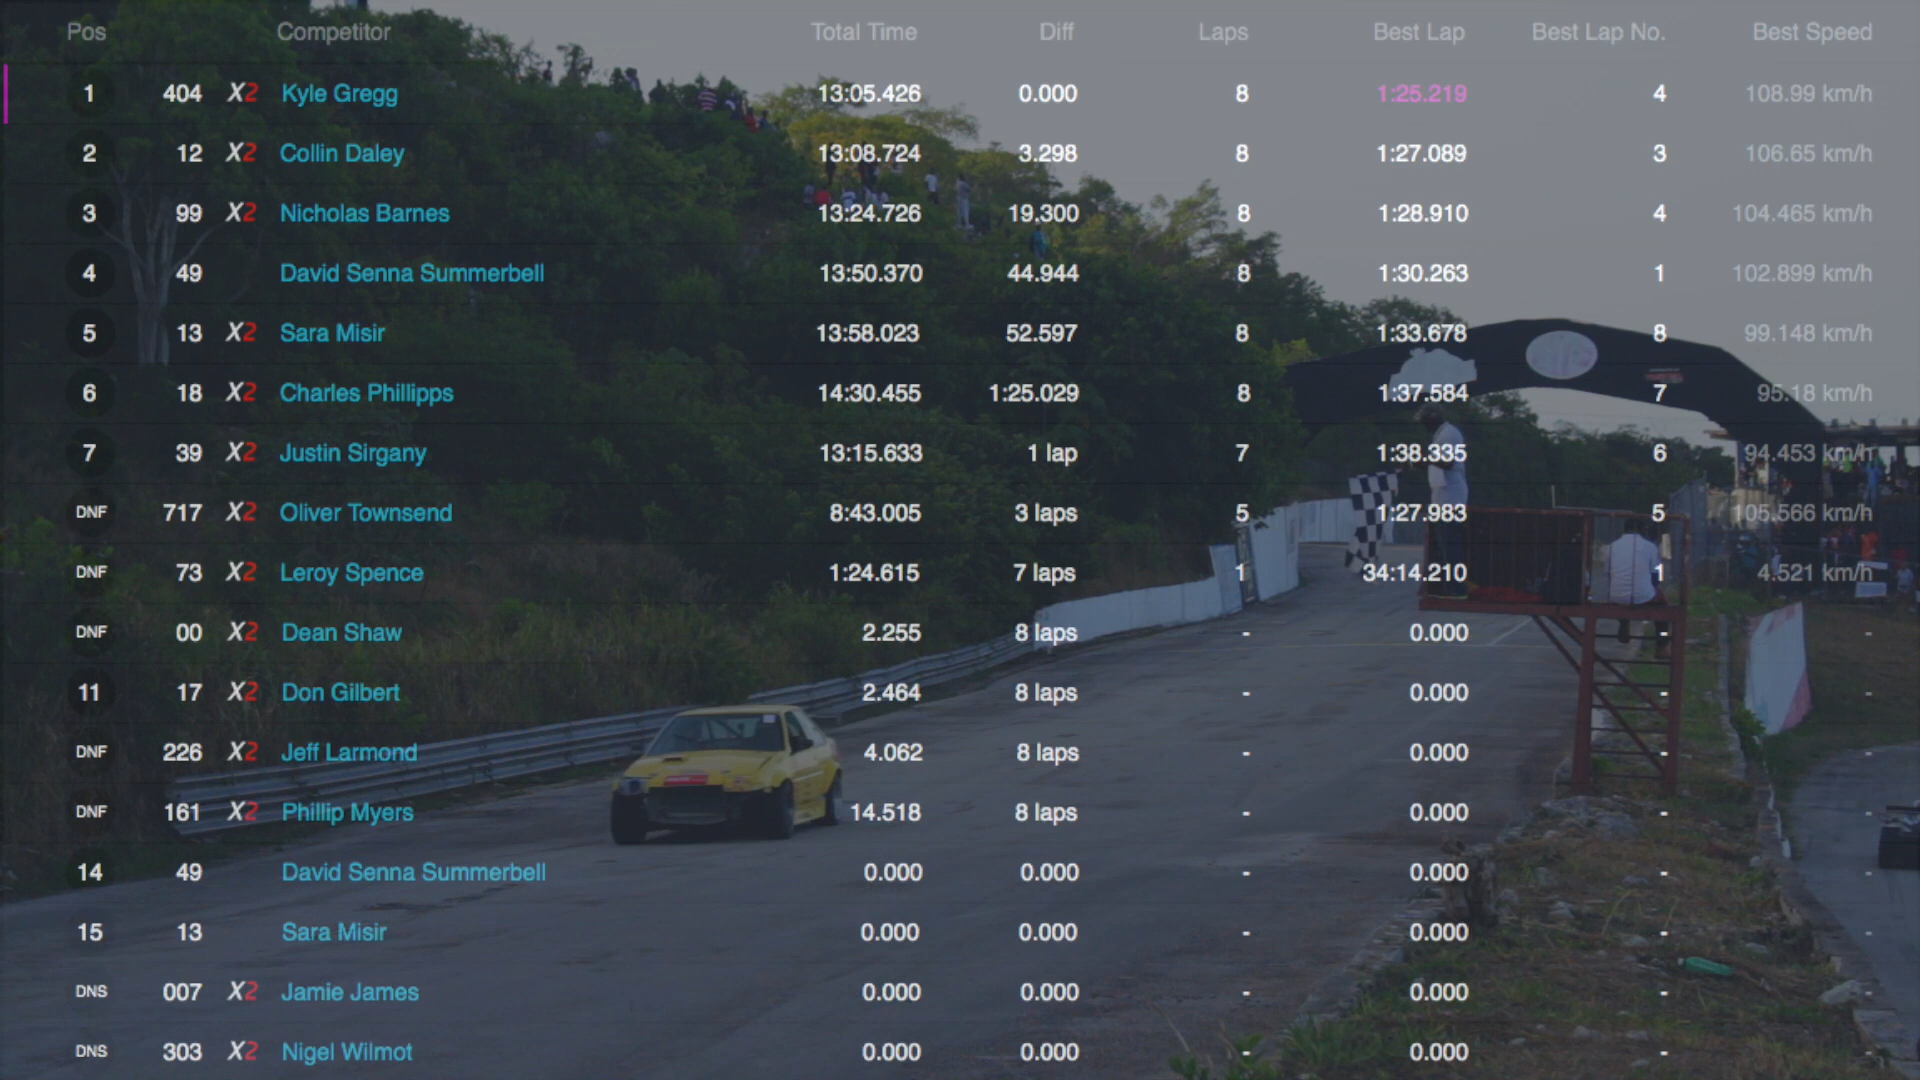 Pos Competitor Total Time Diff Laps Best Lap Best Lap No. Best Speed
1 404 X2 Kyle Gregg 13:05.426 0.000 8 1:25.219 4 108.99 km/h
2 12 X2 Collin Daley 13:08.724 3.298 8 1:27.089 3 106.65 km/h
3 99 X2 Nicholas Barnes 13:24.726 19.300 8 1:28.910 4 104.465 km/h
4 49 David Senna Summerbell 13:50.370 44.944 8 1:30.263 1 102.899 km/h
5 13 X2 Sara Misir 13:58.023 52.597 8 1:33.678 8 99.148 km/h
6 18 X2 Charles Phillipps 14:30.455 1:25.029 8 1:37.584 7 95.18 km/h
7 39 X2 Justin Sirgany 13:15.633 1 lap 7 1:38.335 6 94.453 km/h
DNF 717 X2 Oliver Townsend 8:43.005 3 laps 5 1:27.983 5 105.566 km/h
DNF 73 X2 Leroy Spence 1:24.615 7 laps 1 34:14.210 1 4.521 km/h
DNF 00 X2 Dean Shaw 2.255 8 laps - 0.000 - -
11 17 X2 Don Gilbert 2.464 8 laps - 0.000 - -
DNF 226 X2 Jeff Larmond 4.062 8 laps - 0.000 - -
DNF 161 X2 Phillip Myers 14.518 8 laps - 0.000 - -
14 49 David Senna Summerbell 0.000 0.000 - 0.000 - -
15 13 Sara Misir 0.000 0.000 - 0.000 - -
DNS 007 X2 Jamie James 0.000 0.000 - 0.000 - -
DNS 303 X2 Nigel Wilmot 0.000 0.000 - 0.000 - -